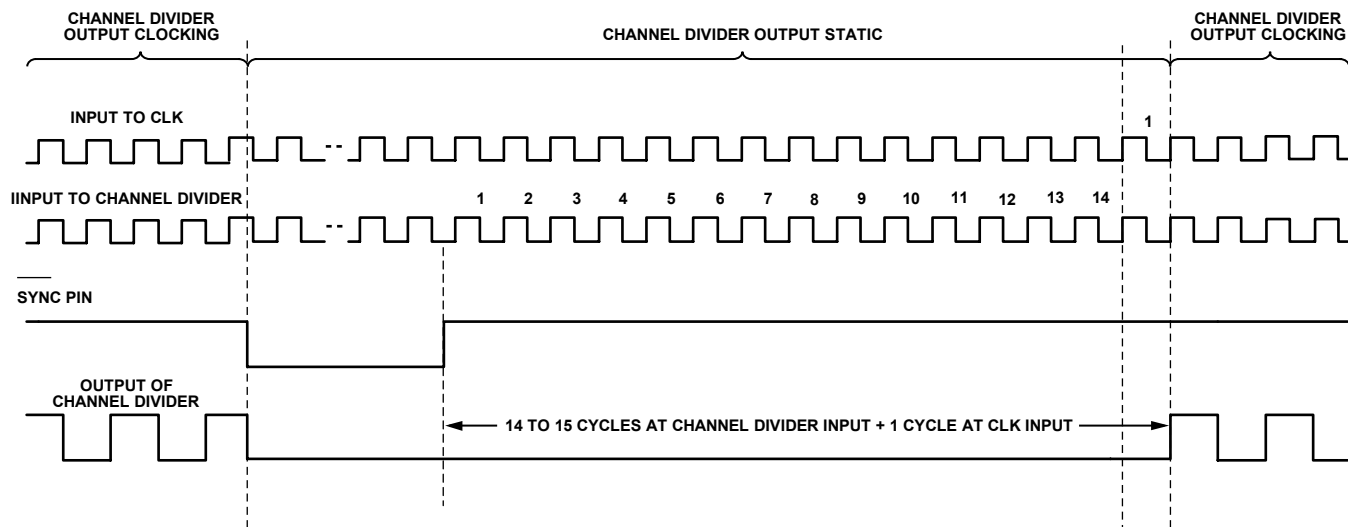 CHANNEL DIVIDER
OUTPUT CLOCKING
CHANNEL DIVIDER OUTPUT STATIC
CHANNEL DIVIDER
OUTPUT CLOCKING
INPUT TO CLK
1
IINPUT TO CHANNEL DIVIDER
1 2 3 4 5 6 7 8 9 10 11 12 13 14
SYNC PIN
OUTPUT OF
CHANNEL DIVIDER
14 TO 15 CYCLES AT CHANNEL DIVIDER INPUT + 1 CYCLE AT CLK INPUT